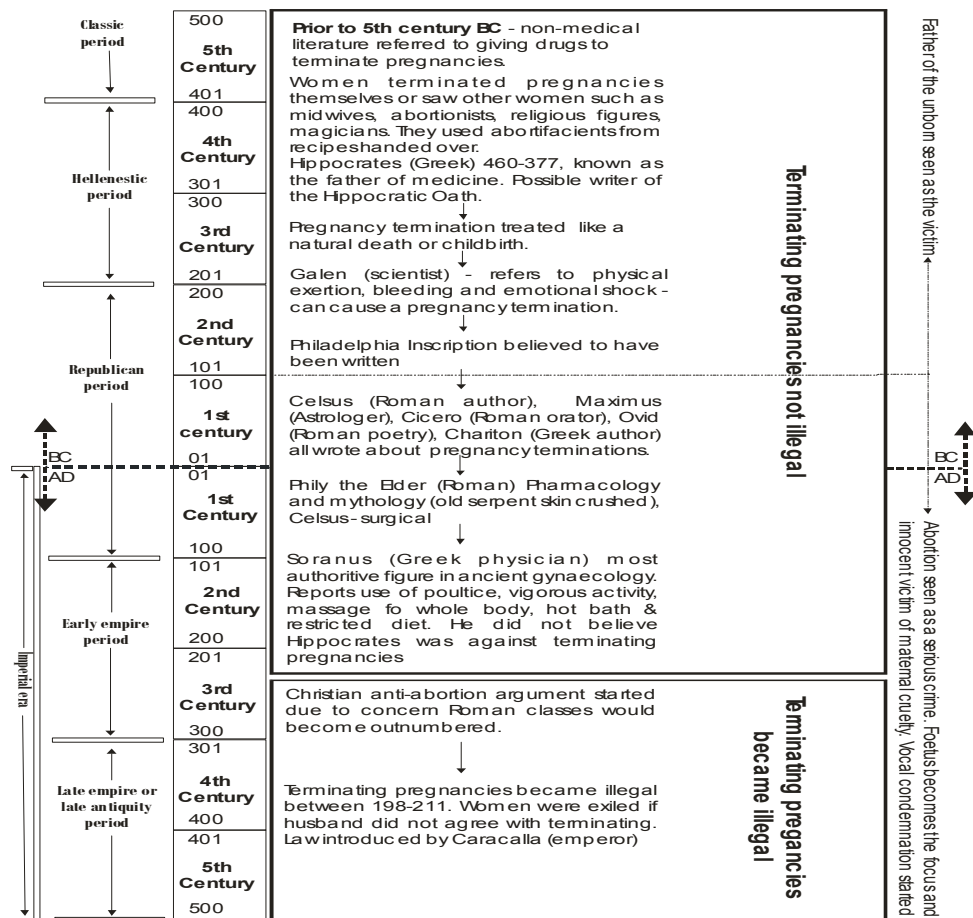 Classic
period
Hellenestic
period
Republican
period
Early empire
period
Late empire or
late antiquity
period
Imperial era
BC
AD
500
5th
Century
401
400
4th
Century
301
300
3rd
Century
201
200
2nd
Century
101
100
1st
century
01
01
1st
Century
100
101
2nd
Century
200
201
3rd
Century
300
301
4th
Century
400
401
5th
Century
500
Prior to 5th century BC - non-medical
literature referred to giving drugs to
terminate pregnancies.
Women terminated pregnancies
themselves or saw other women such as
midwives, abortionists, religious figures,
magicians. They used abortifacients from
recipes handed over.
Hippocrates (Greek) 460-377, known as
the father of medicine. Possible writer of
the Hippocratic Oath.
Pregnancy termination treated like a
natural death or childbirth.
Galen (scientist) - refers to physical
exertion, bleeding and emotional shock -
can cause a pregnancy termination.
Philadelphia Inscription believed to have
been written
Celsus (Roman author), Maximus
(Astrologer), Cicero (Roman orator), Ovid
(Roman poetry), Chariton (Greek author)
all wrote about pregnancy terminations.
Phily the Elder (Roman) Pharmacology
and mythology (old serpent skin crushed),
Celsus - surgical
Soranus (Greek physician) most
authoritive figure in ancient gynaecology.
Reports use of poultice, vigorous activity,
massage fo whole body, hot bath &
restricted diet. He did not believe
Hippocrates was against terminating
pregnancies
Christian anti-abortion argument started
due to concern Roman classes would
become outnumbered.
Terminating pregnancies became illegal
between 198-211. Women were exiled if
husband did not agree with terminating.
Law introduced by Caracalla (emperor)
Terminating pregnancies not illegal
Terminating pregancies
became illegal
Father of the unborn seen as the victim
BC
AD
Abortion seen as a serious crime. Foetus becomes the focus and
innocent victim of maternal cruelty. Vocal condemnation started